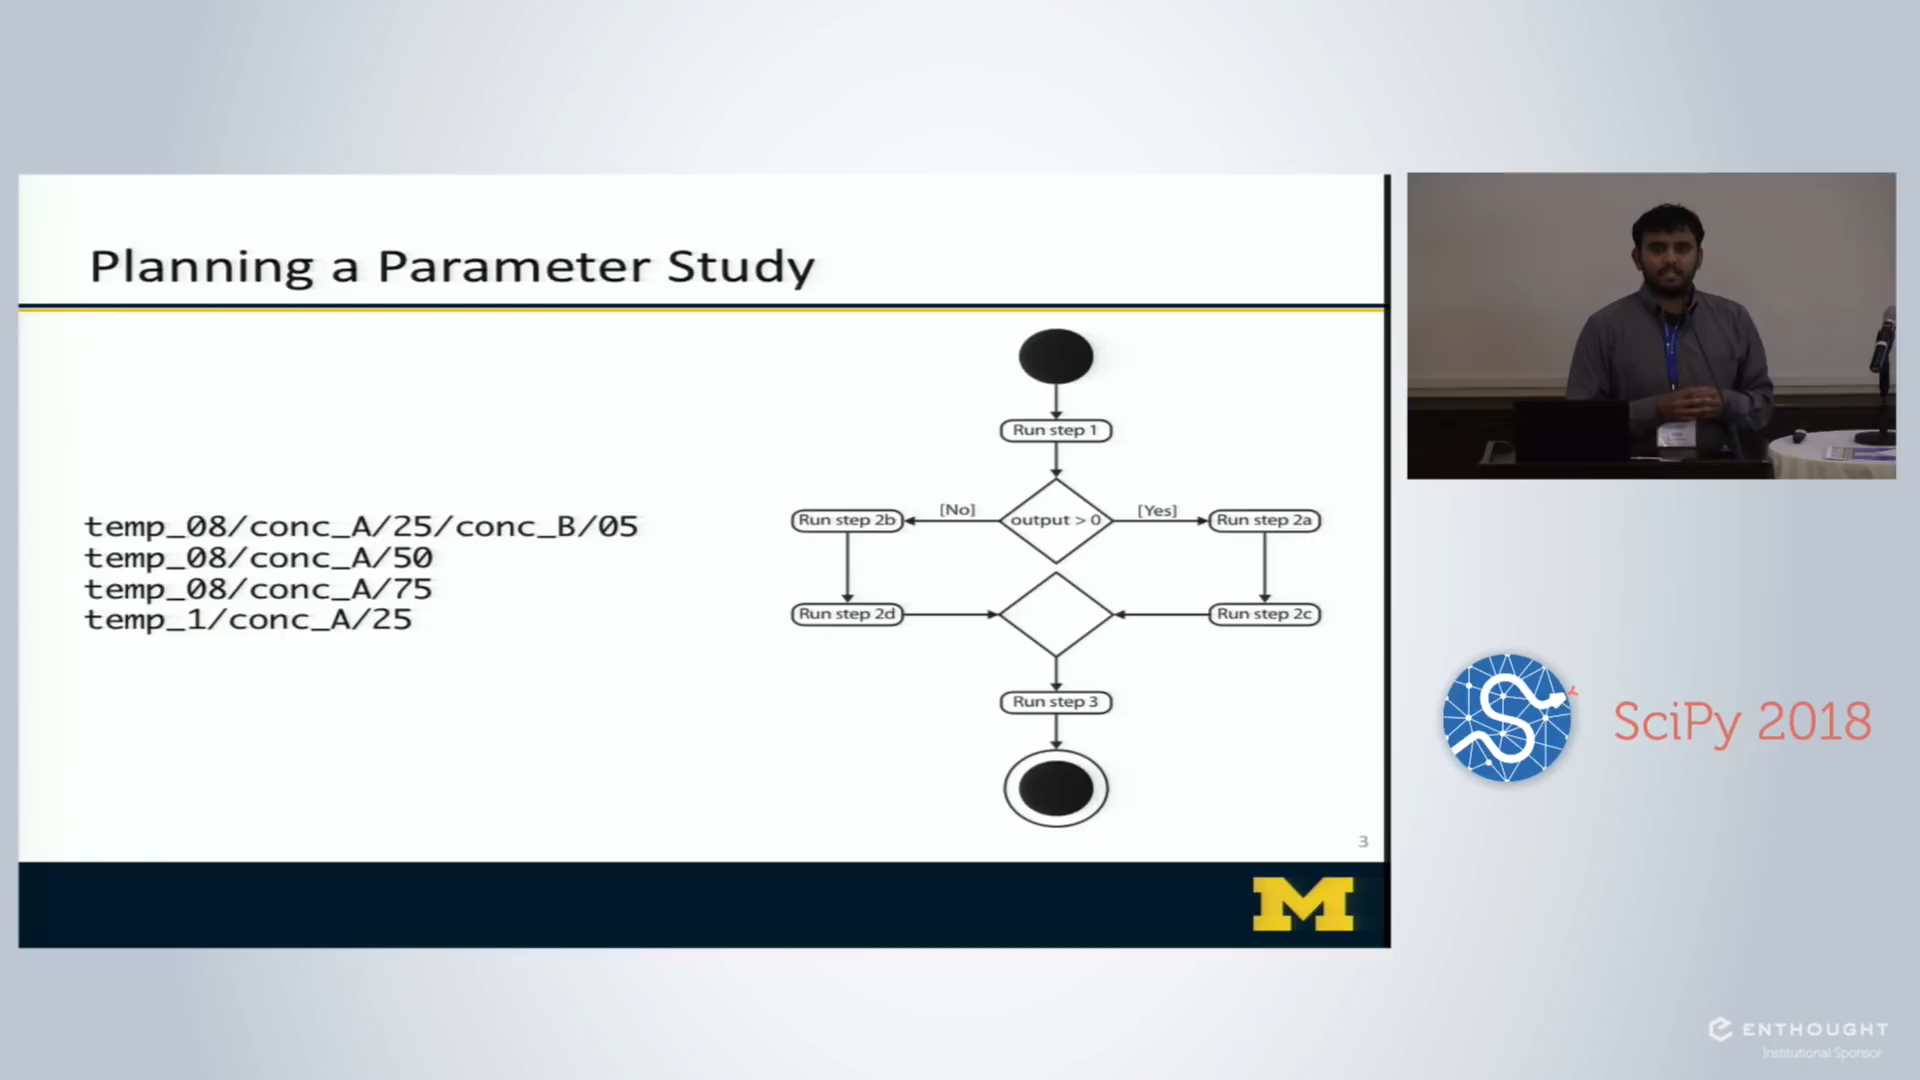 Planning a Parameter Study
temp_08/conc_A/25/conc_B/05
temp_08/conc_A/50
temp_08/conc_A/75
temp_1/conc_A/25
Run step 1
Run step 2b
[No]
output > 0
[Yes]
Run step 2a
Run step 2d
Run step 2c
Run step 3
3
M
SciPy 2018
ENTHOUGHT
Institutional Sponsor